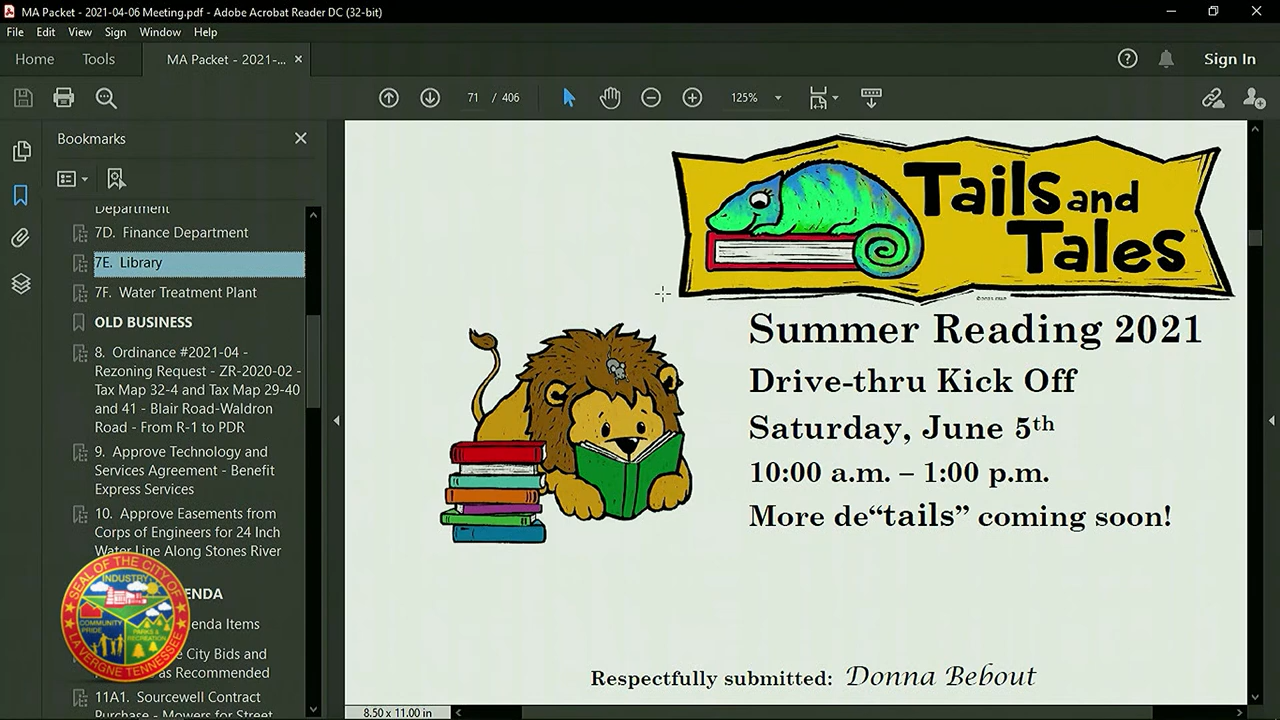 MA Packet - 2021-04-06 Meeting.pdf - Adobe Acrobat Reader DC (32-bit)
File Edit View Sign Window Help
Home Tools MA Packet - 2021-... × Sign In
71 / 406 125%
Bookmarks
Department
7D. Finance Department
7E. Library
7F. Water Treatment Plant
OLD BUSINESS
8. Ordinance #2021-04 -
Rezoning Request - ZR-2020-02 -
Tax Map 32-4 and Tax Map 29-40
and 41 - Blair Road-Waldron
Road - From R-1 to PDR
9. Approve Technology and
Services Agreement - Benefit
Express Services
10. Approve Easements from
Corps of Engineers for 24 Inch
Water Line Along Stones River
ENDA
enda Items
City Bids and
as Recommended
11A1. Sourcewell Contract
Purchase - Mowers for Street
SEAL OF THE CITY OF
INDUSTRY
COMMUNITY
PRIDE
PARKS &
RECREATION
LA VERGNE TENNESSEE
Tails and
Tales™
Summer Reading 2021
Drive-thru Kick Off
Saturday, June 5th
10:00 a.m. – 1:00 p.m.
More de“tails” coming soon!
Respectfully submitted: Donna Bebout
8.50 x 11.00 in